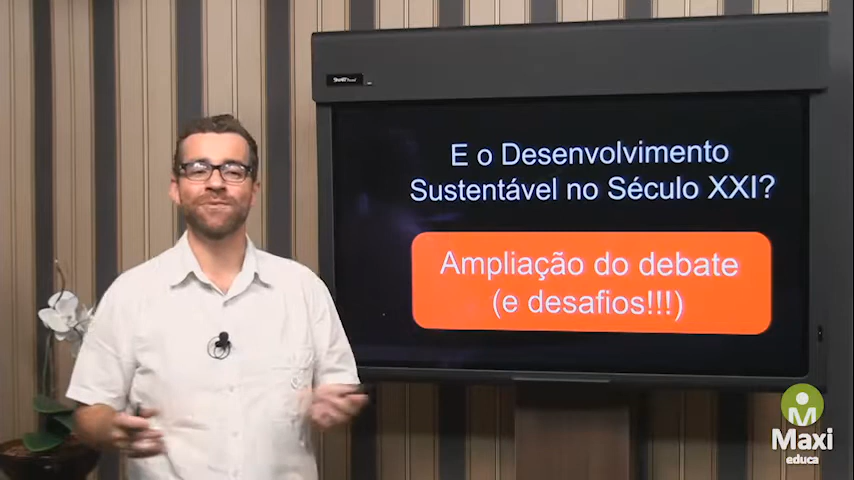 E o Desenvolvimento
Sustentável no Século XXI?
Ampliação do debate
(e desafios!!!)
Maxi
educa